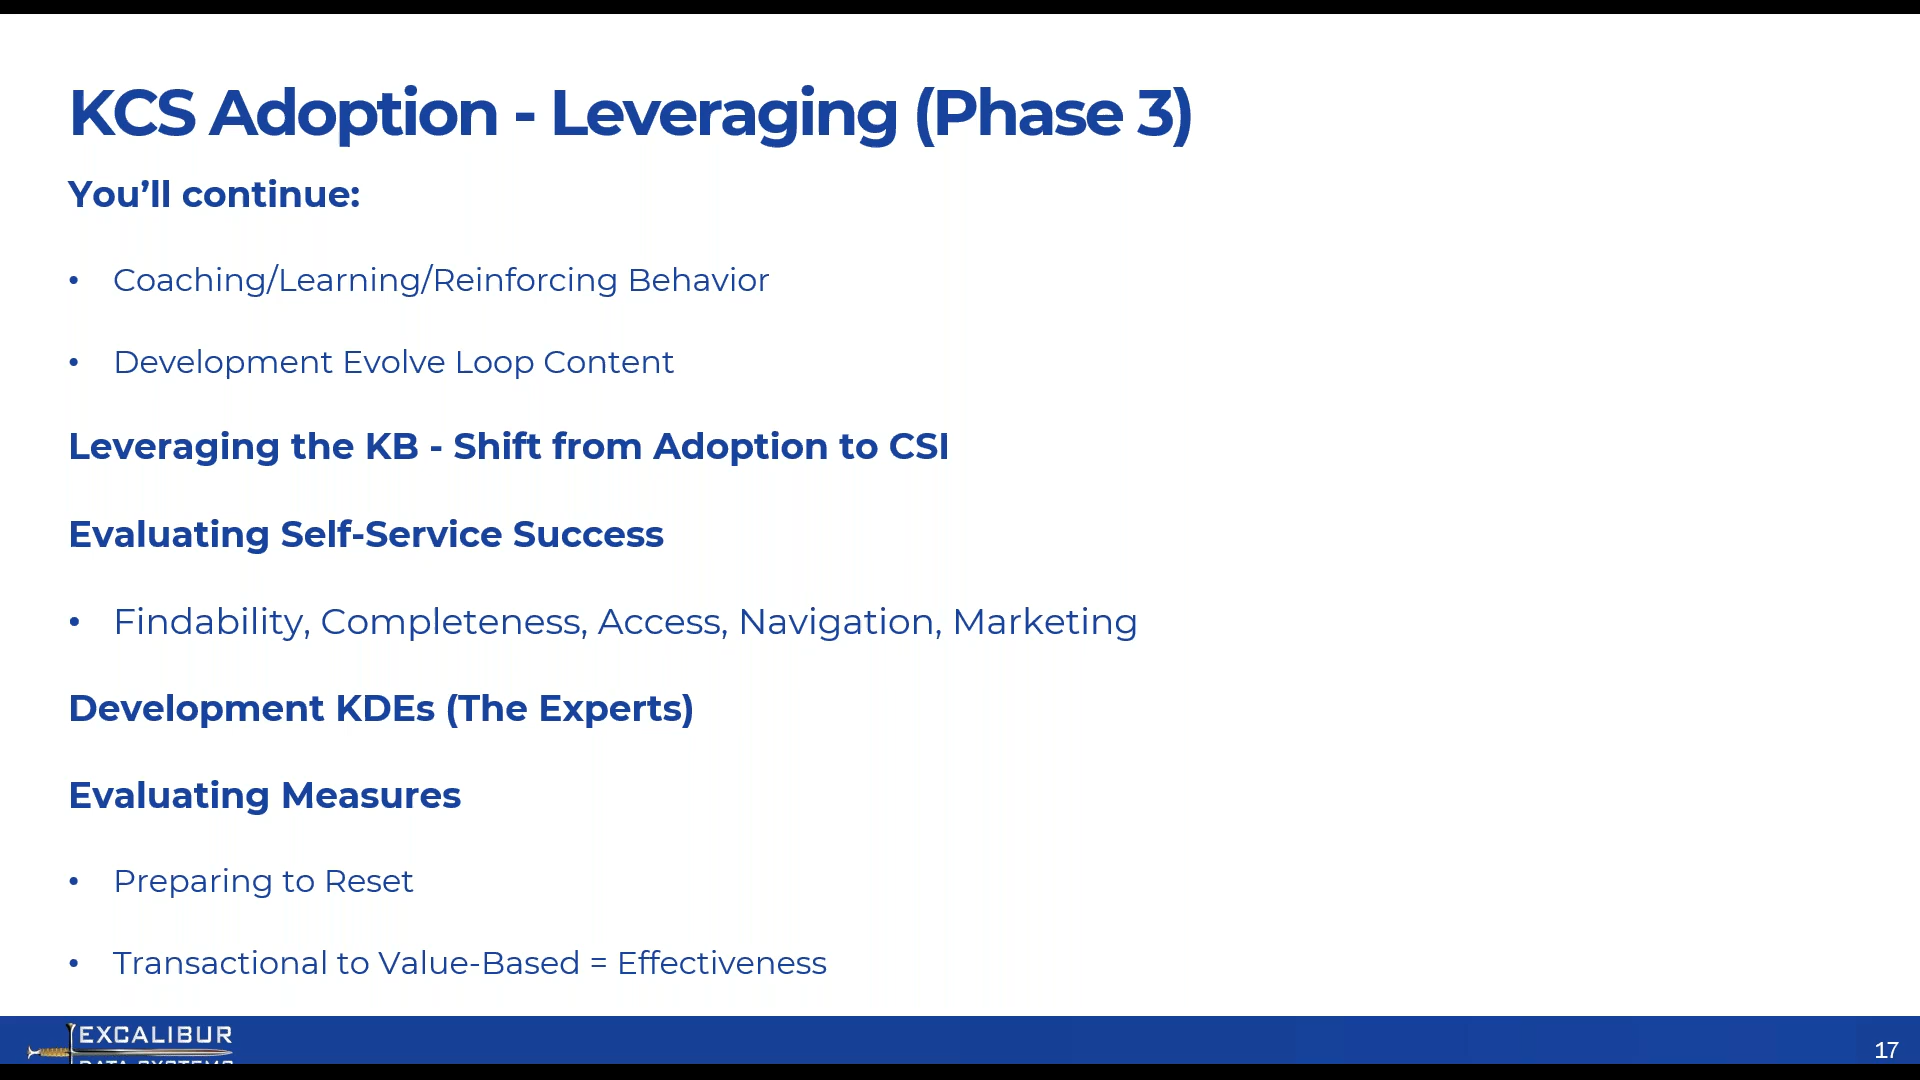 KCS Adoption - Leveraging (Phase 3)
You’ll continue:
• Coaching/Learning/Reinforcing Behavior
• Development Evolve Loop Content
Leveraging the KB - Shift from Adoption to CSI
Evaluating Self-Service Success
• Findability, Completeness, Access, Navigation, Marketing
Development KDEs (The Experts)
Evaluating Measures
• Preparing to Reset
• Transactional to Value-Based = Effectiveness
EXCALIBUR
DATA SYSTEMS
17